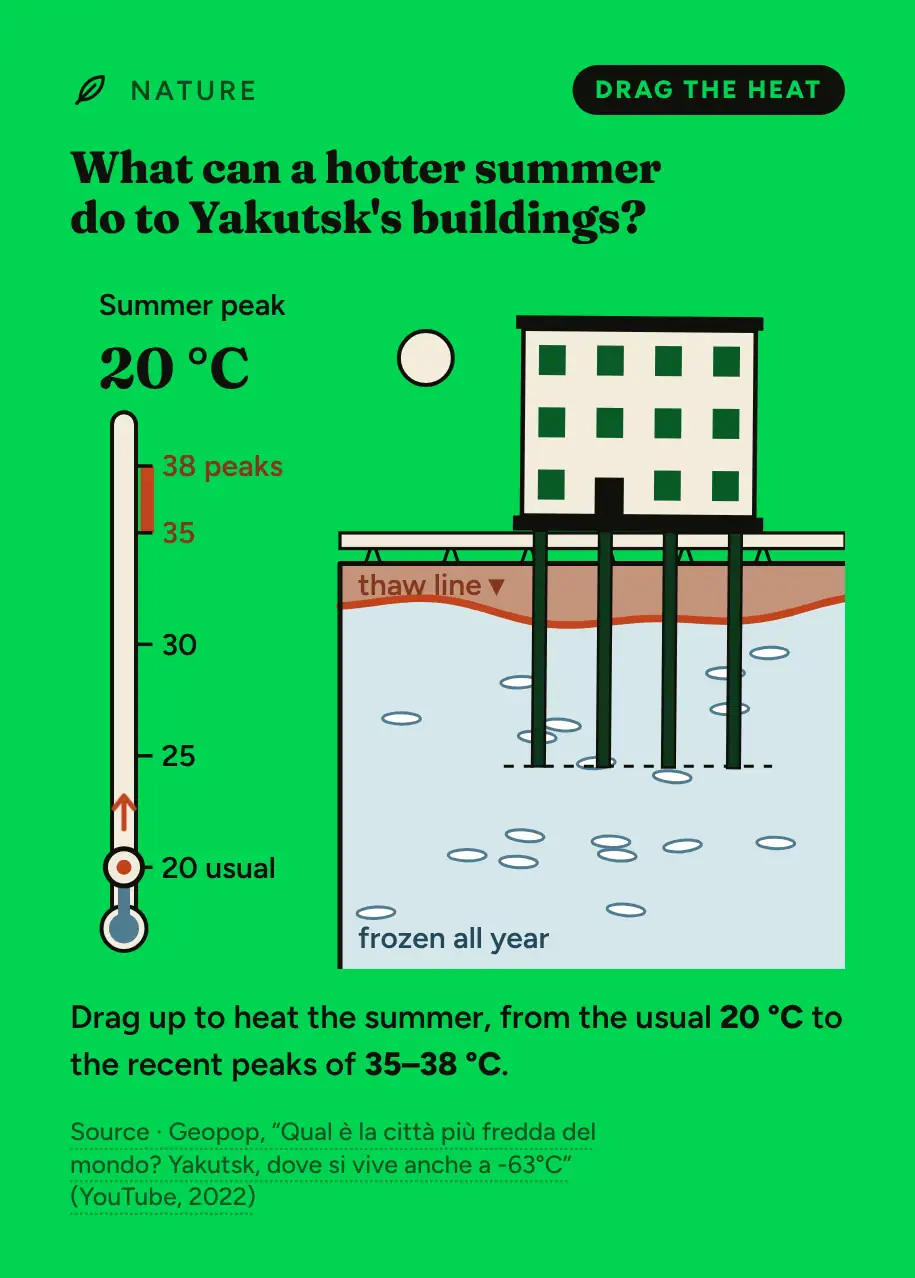 NATURE
DRAG THE HEAT
What can a hotter summer
do to Yakutsk's buildings?
Summer peak
20 °C
38 peaks
35
30
25
20 usual
thaw line ▼
frozen all year
Drag up to heat the summer, from the usual 20 °C to
the recent peaks of 35–38 °C.
Source · Geopop, “Qual è la città più fredda del
mondo? Yakutsk, dove si vive anche a -63°C”
(YouTube, 2022)